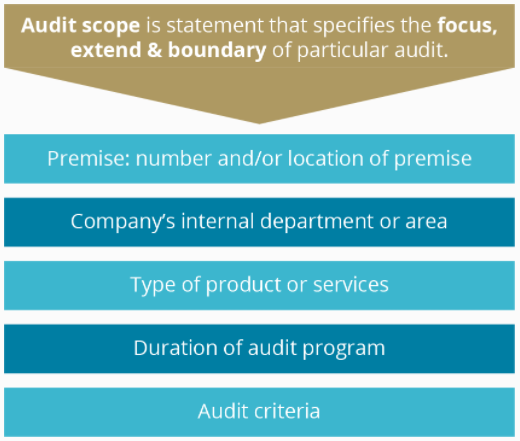 Audit scope is statement that specifies the focus,
extend & boundary of particular audit.
Premise: number and/or location of premise
Company's internal department or area
Type of product or services
Duration of audit program
Audit criteria